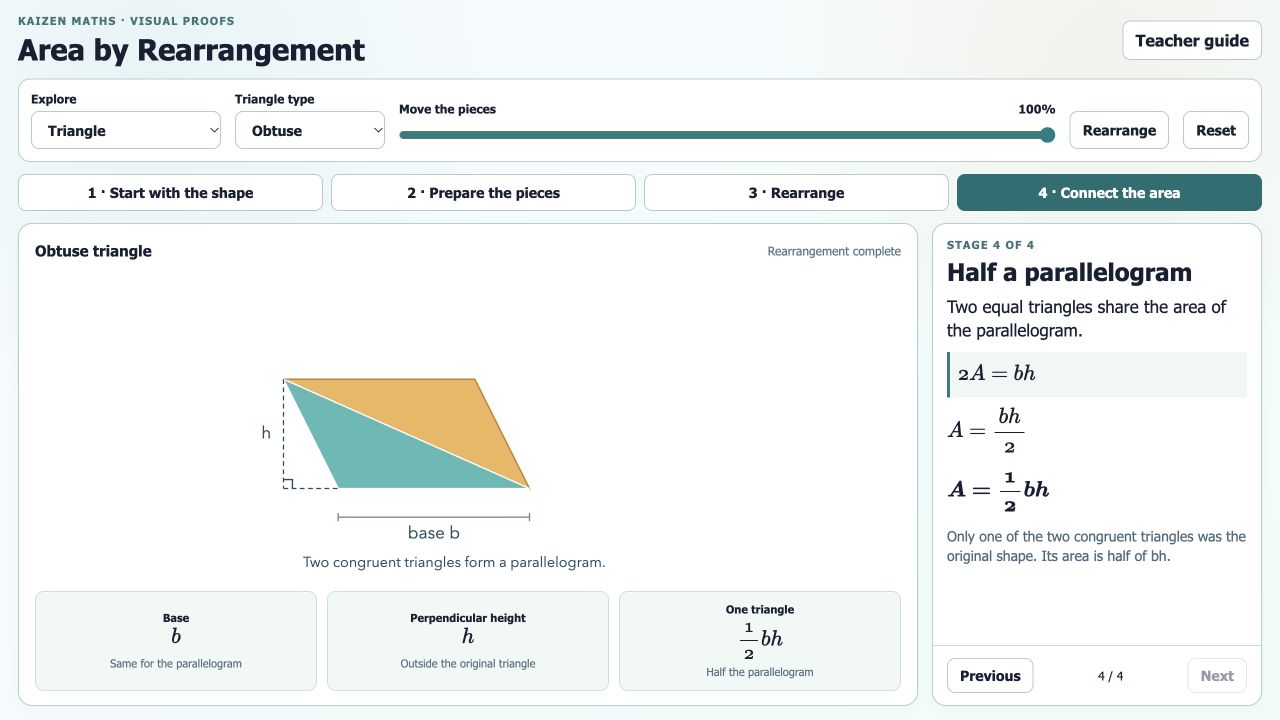 KAIZEN MATHS · VISUAL PROOFS
Area by Rearrangement
Teacher guide
Explore
Triangle
Triangle type
Obtuse
Move the pieces
100%
Rearrange
Reset
1 · Start with the shape
2 · Prepare the pieces
3 · Rearrange
4 · Connect the area
Obtuse triangle
Rearrangement complete
h
base b
Two congruent triangles form a parallelogram.
Base
b
Same for the parallelogram
Perpendicular height
h
Outside the original triangle
One triangle
1/2 bh
Half the parallelogram
STAGE 4 OF 4
Half a parallelogram
Two equal triangles share the area of
the parallelogram.
2A = bh
A = bh/2
A = 1/2 bh
Only one of the two congruent triangles was the
original shape. Its area is half of bh.
Previous
4 / 4
Next